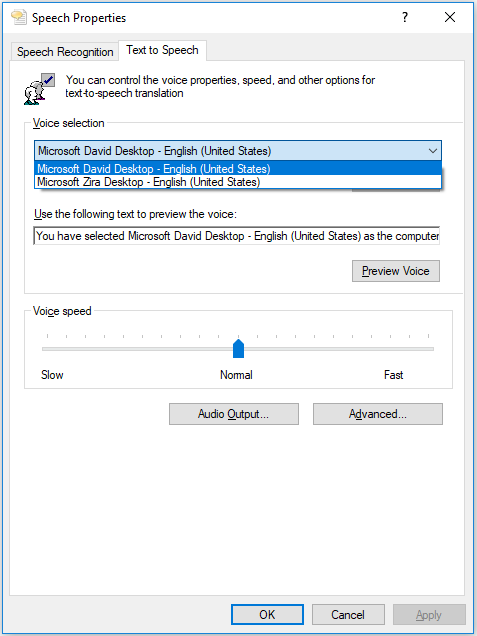 Speech Properties
?
Speech Recognition
Text to Speech
You can control the voice properties, speed, and other options for
text-to-speech translation
Voice selection
Microsoft David Desktop - English (United States)
Microsoft David Desktop - English (United States)
Microsoft Zira Desktop - English (United States)
Use the following text to preview the voice:
You have selected Microsoft David Desktop - English (United States) as the computer
Preview Voice
Voice speed
Slow Normal Fast
Audio Output... Advanced...
OK Cancel Apply